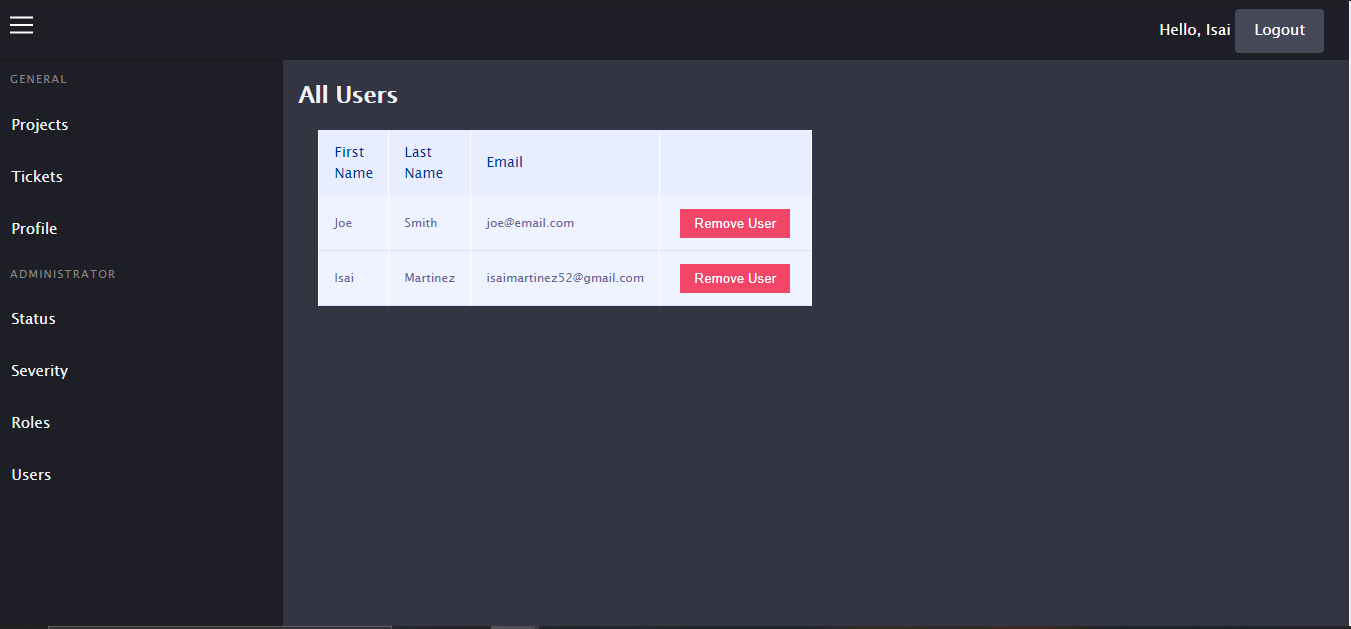 Hello, Isai Logout
GENERAL
Projects
Tickets
Profile
ADMINISTRATOR
Status
Severity
Roles
Users
All Users
First Name Last Name Email
Joe Smith joe@email.com Remove User
Isai Martinez isaimartinez52@gmail.com Remove User